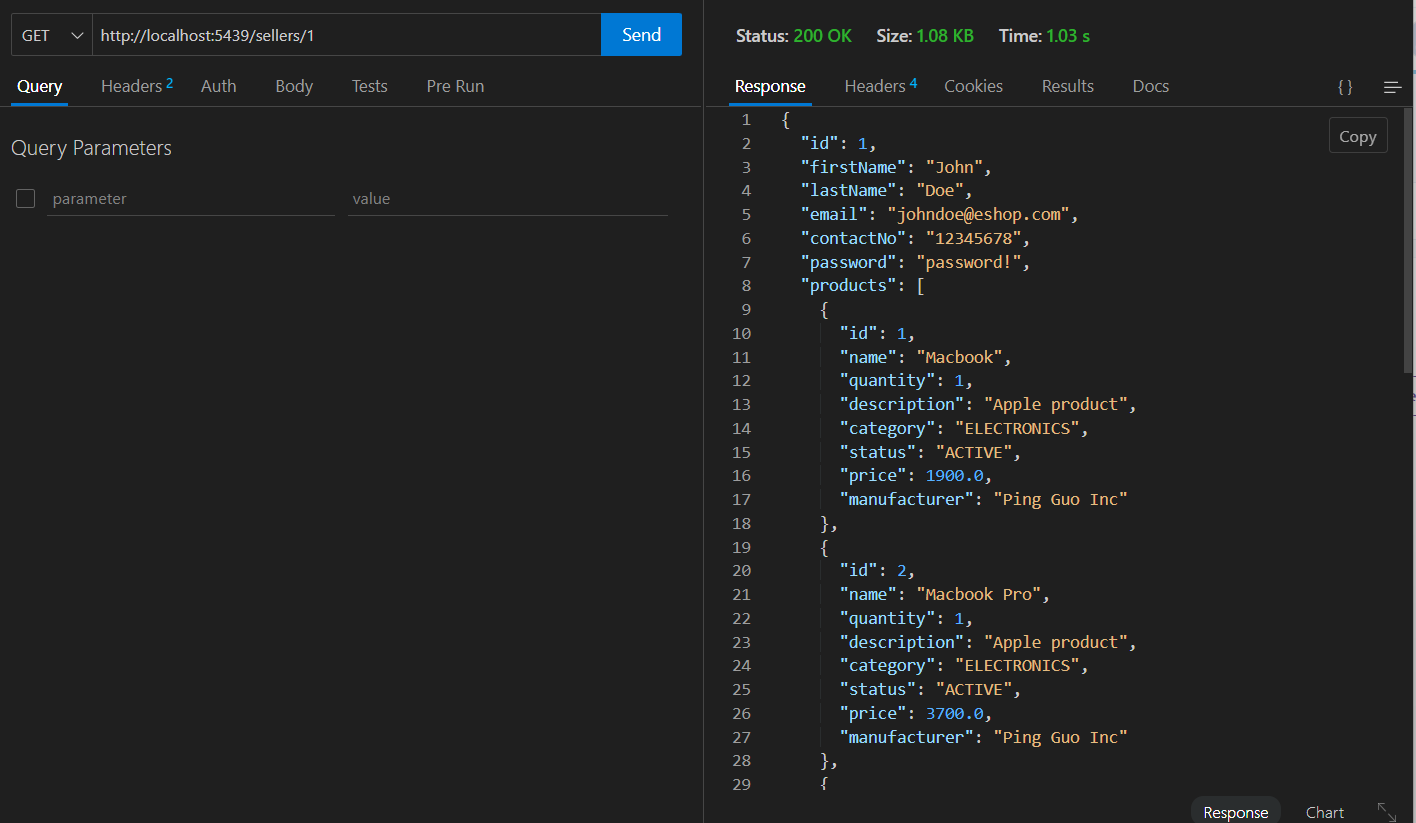 GET http://localhost:5439/sellers/1 Send
Query Headers 2 Auth Body Tests Pre Run
Query Parameters
parameter value
Status: 200 OK Size: 1.08 KB Time: 1.03 s
Response Headers 4 Cookies Results Docs { }
Copy
1 {
2 "id": 1,
3 "firstName": "John",
4 "lastName": "Doe",
5 "email": "johndoe@eshop.com",
6 "contactNo": "12345678",
7 "password": "password!",
8 "products": [
9 {
10 "id": 1,
11 "name": "Macbook",
12 "quantity": 1,
13 "description": "Apple product",
14 "category": "ELECTRONICS",
15 "status": "ACTIVE",
16 "price": 1900.0,
17 "manufacturer": "Ping Guo Inc"
18 },
19 {
20 "id": 2,
21 "name": "Macbook Pro",
22 "quantity": 1,
23 "description": "Apple product",
24 "category": "ELECTRONICS",
25 "status": "ACTIVE",
26 "price": 3700.0,
27 "manufacturer": "Ping Guo Inc"
28 },
29 {
Response Chart